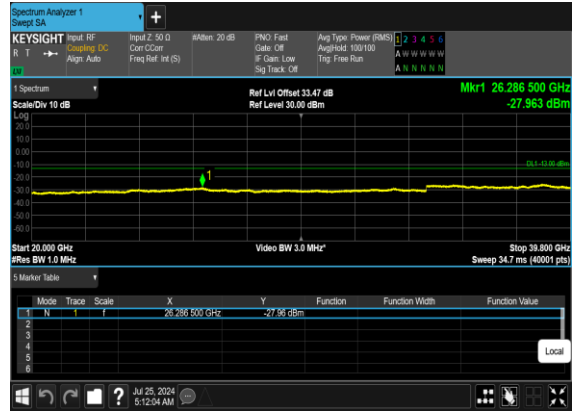 Spectrum Analyzer 1
Swept SA
+
KEYSIGHT Input: RF Input Z: 50 Ω #Atten: 20 dB PNO: Fast Avg Type: Power (RMS) 1 2 3 4 5 6
R T Coupling: DC Corr CCorr Gate: Off Avg|Hold: 100/100 A W W W W W
Align: Auto Freq Ref: Int (S) IF Gain: Low Trig: Free Run
Sig Track: Off A N N N N N
1 Spectrum Ref Lvl Offset 33.47 dB Mkr1 26.286 500 GHz
Scale/Div 10 dB Ref Level 30.00 dBm -27.963 dBm
Log
20.0
10.0
0.00
-10.0 DL1 -13.00 dBm
-20.0 1
-30.0
-40.0
-50.0
-60.0
Start 20.000 GHz Video BW 3.0 MHz* Stop 39.800 GHz
#Res BW 1.0 MHz Sweep 34.7 ms (40001 pts)
5 Marker Table
Mode Trace Scale X Y Function Function Width Function Value
1 N 1 f 26.286 500 GHz -27.96 dBm
2
3
4
5
6
Local
? Jul 25, 2024
5:12:04 AM